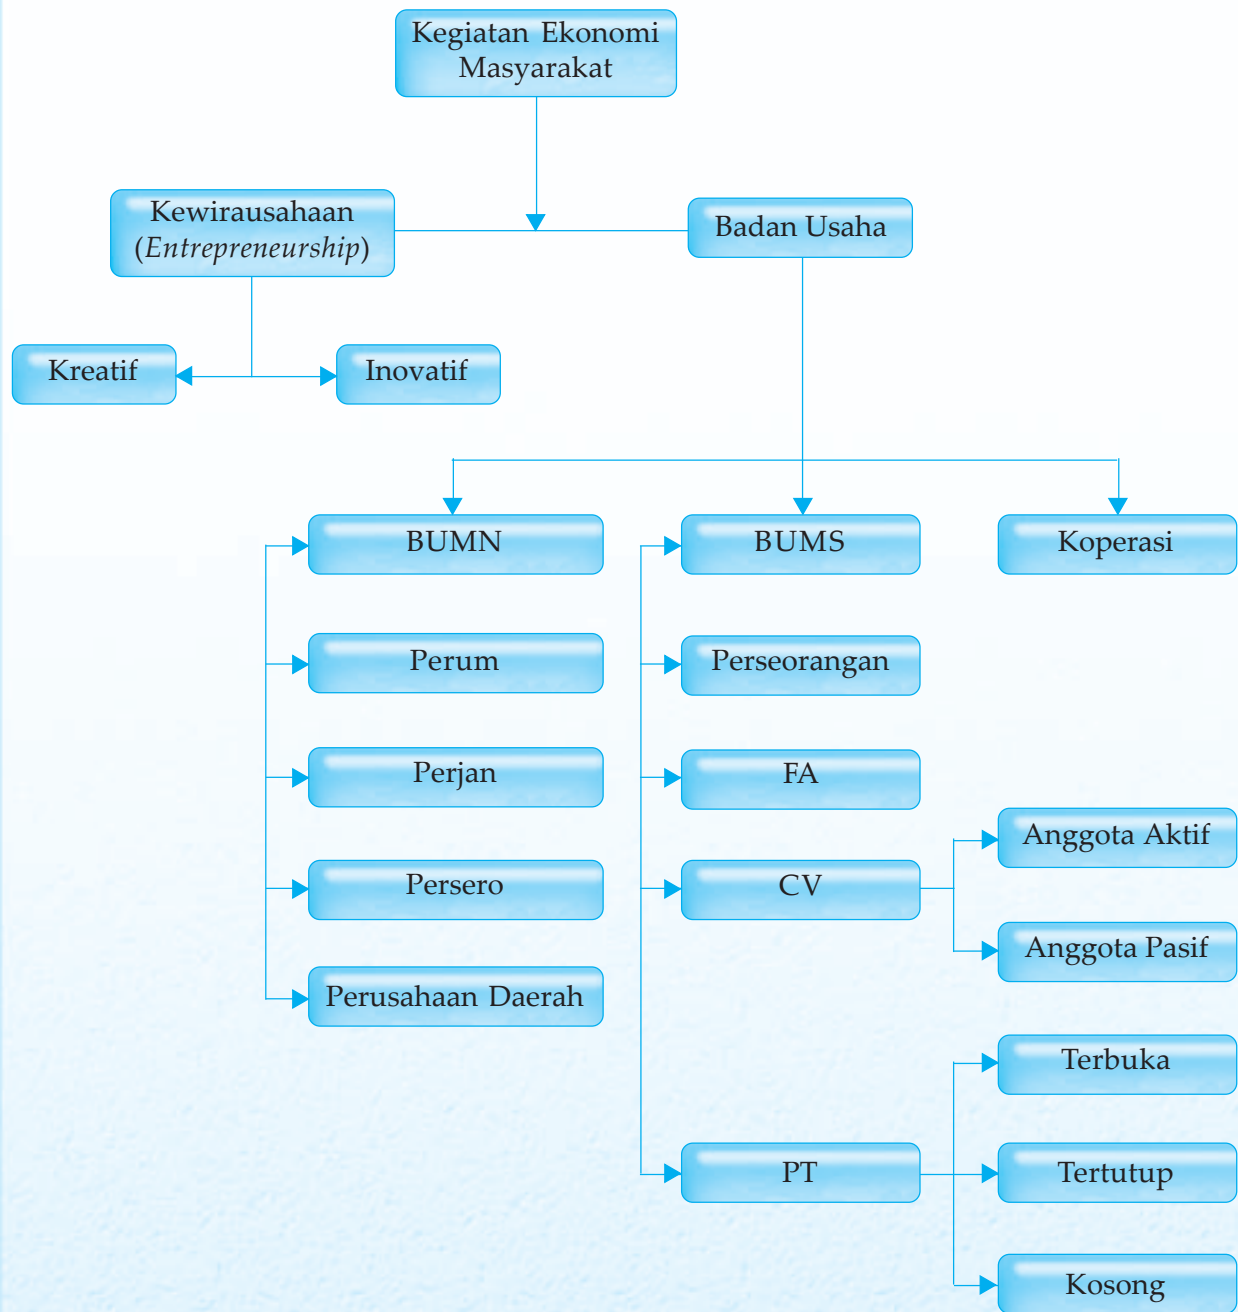 Kegiatan Ekonomi
Masyarakat
Kewirausahaan
(Entrepreneurship)
Badan Usaha
Kreatif
Inovatif
BUMN
BUMS
Koperasi
Perum
Perseorangan
Perjan
FA
Anggota Aktif
Persero
CV
Anggota Pasif
Perusahaan Daerah
Terbuka
PT
Tertutup
Kosong